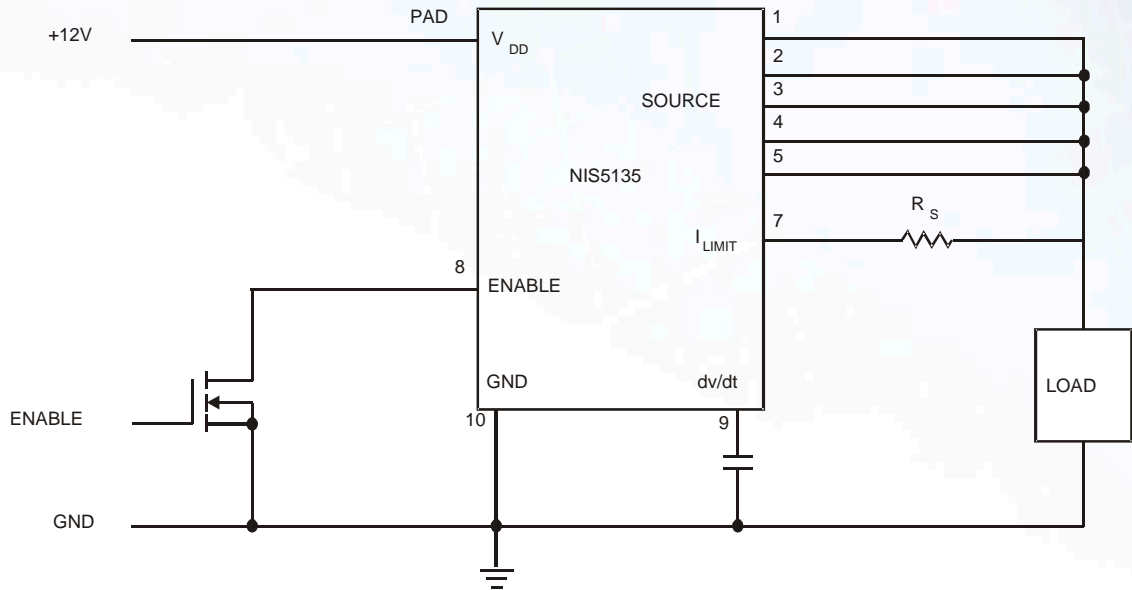 PAD
1
+12V
V DD
2
3
SOURCE
4
5
NIS5135
R S
7
I LIMIT
8
ENABLE
GND
dv/dt
LOAD
ENABLE
10
9
GND